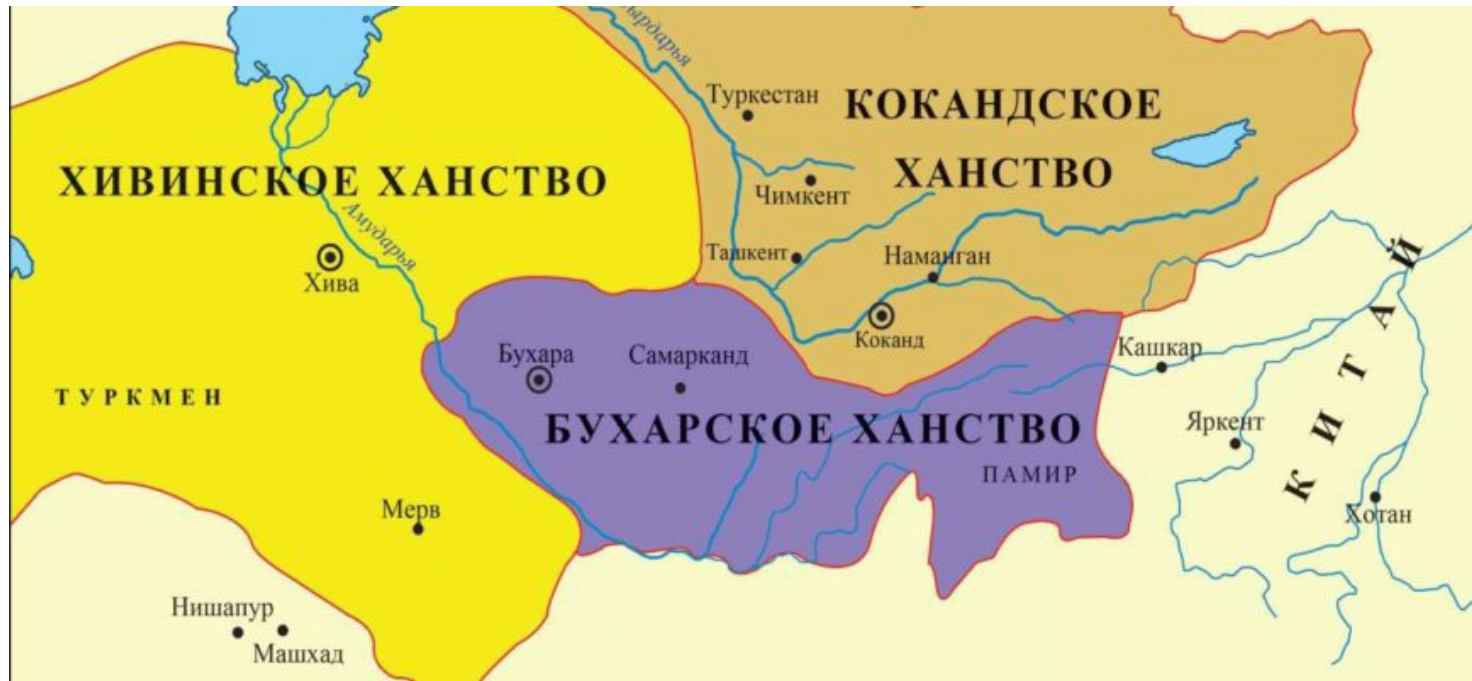 ырдарья
Туркестан
КОКАНДСКОЕ
ХАНСТВО
ХИВИНСКОЕ ХАНСТВО
Чимкент
Амударья
Ташкент
Наманган
Хива
Коканд
Бухара
Самарканд
Кашкар
ТУРКМЕН
БУХАРСКОЕ ХАНСТВО
ПАМИР
Яркент
КИТАЙ
Мерв
Хотан
Нишапур
Машхад